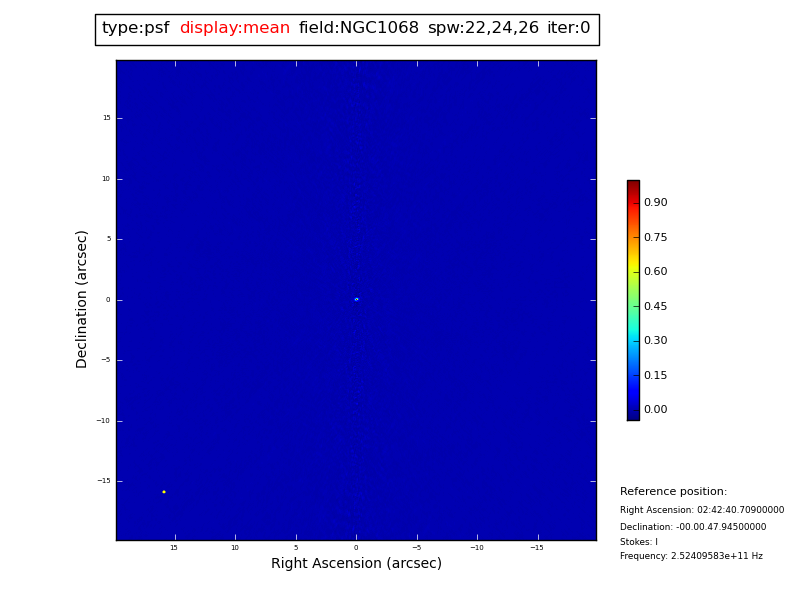 type:psf display:mean field:NGC1068 spw:22,24,26 iter:0
15
10
5
0
−5
−10
−15
Declination (arcsec)
15
10
5
0
−5
−10
−15
Right Ascension (arcsec)
0.90
0.75
0.60
0.45
0.30
0.15
0.00
Reference position:
Right Ascension: 02:42:40.70900000
Declination: -00.00.47.94500000
Stokes: I
Frequency: 2.52409583e+11 Hz